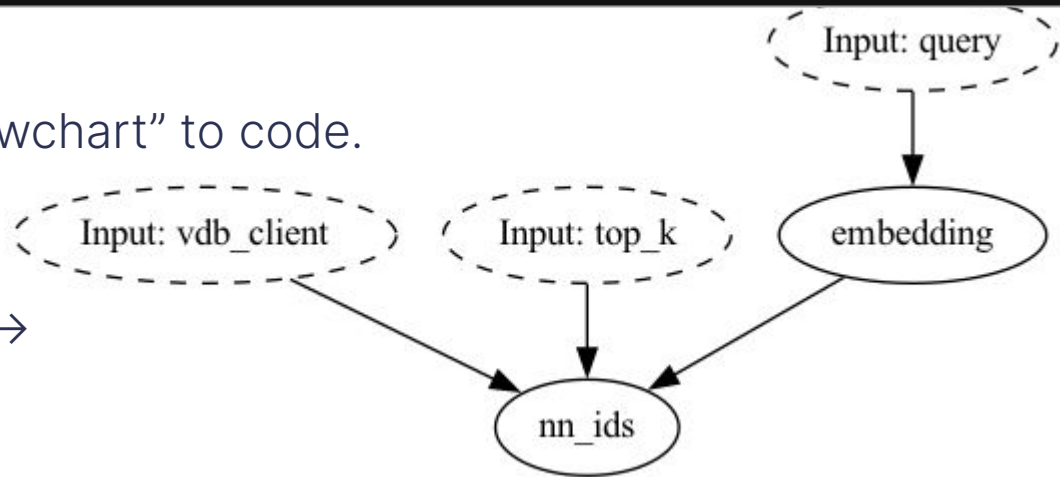 Input: query
wchart” to code.
Input: vdb_client
Input: top_k
embedding
→
nn_ids